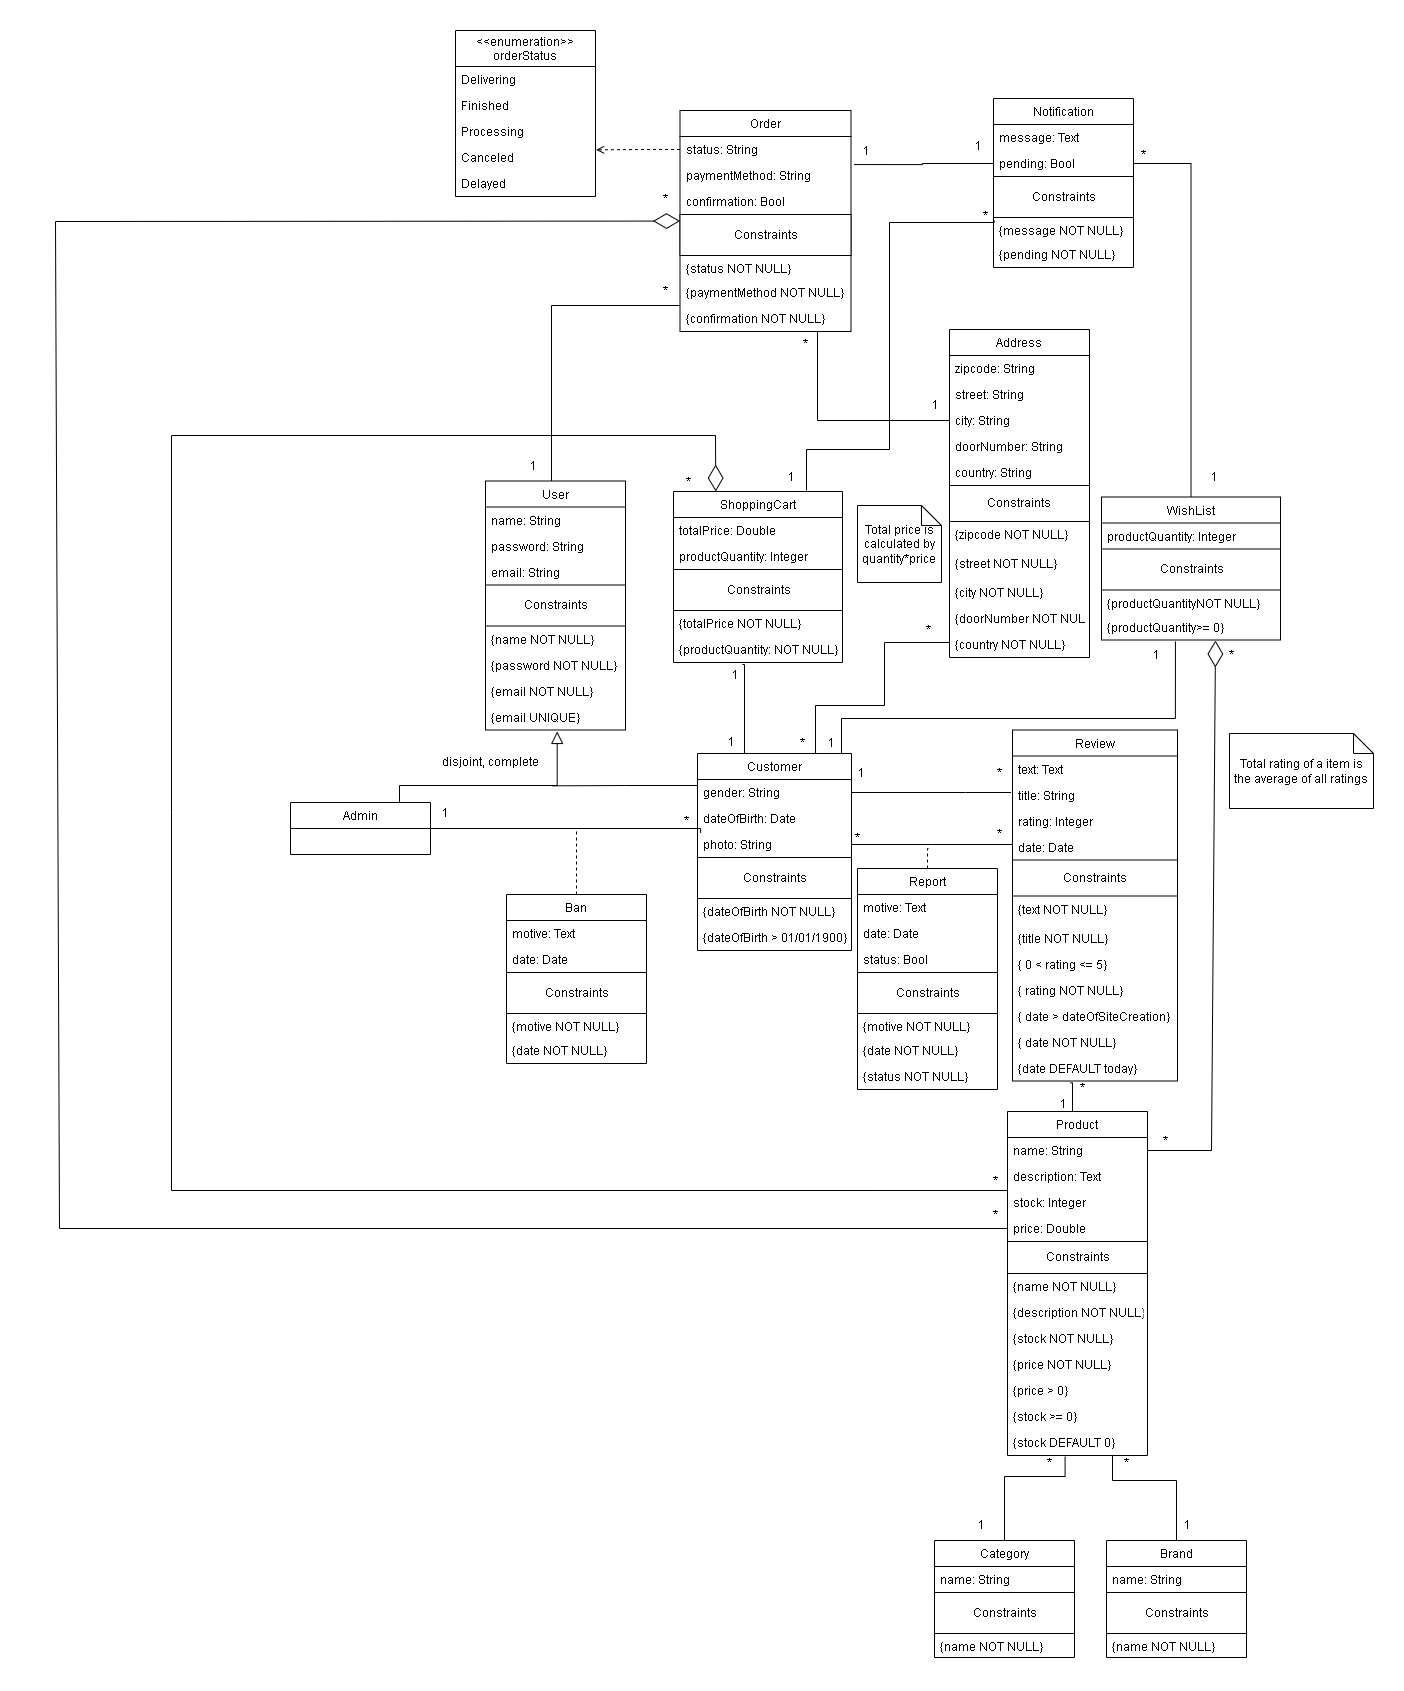 <<enumeration>>
orderStatus
Delivering
Finished
Processing
Canceled
Delayed
Order
status: String
paymentMethod: String
confirmation: Bool
Constraints
{status NOT NULL}
{paymentMethod NOT NULL}
{confirmation NOT NULL}
Notification
message: Text
pending: Bool
Constraints
{message NOT NULL}
{pending NOT NULL}
1
1
*
*
*
*
*
1
Address
zipcode: String
street: String
city: String
doorNumber: String
country: String
Constraints
{zipcode NOT NULL}
{street NOT NULL}
{city NOT NULL}
{doorNumber NOT NUL
{country NOT NULL}
1
*
1
1
User
name: String
password: String
email: String
Constraints
{name NOT NULL}
{password NOT NULL}
{email NOT NULL}
{email UNIQUE}
ShoppingCart
totalPrice: Double
productQuantity: Integer
Constraints
{totalPrice NOT NULL}
{productQuantity: NOT NULL}
Total price is
calculated by
quantity*price
WishList
productQuantity: Integer
Constraints
{productQuantityNOT NULL}
{productQuantity>= 0}
*
1
*
1
1
*
1
disjoint, complete
Admin
1
*
Customer
gender: String
dateOfBirth: Date
photo: String
Constraints
{dateOfBirth NOT NULL}
{dateOfBirth > 01/01/1900}
1
*
*
*
Review
text: Text
title: String
rating: Integer
date: Date
Constraints
{text NOT NULL}
{title NOT NULL}
{ 0 < rating <= 5}
{ rating NOT NULL}
{ date > dateOfSiteCreation}
{ date NOT NULL}
{date DEFAULT today}
Total rating of a item is
the average of all ratings
Ban
motive: Text
date: Date
Constraints
{motive NOT NULL}
{date NOT NULL}
Report
motive: Text
date: Date
status: Bool
Constraints
{motive NOT NULL}
{date NOT NULL}
{status NOT NULL}
*
1
*
*
*
Product
name: String
description: Text
stock: Integer
price: Double
Constraints
{name NOT NULL}
{description NOT NULL}
{stock NOT NULL}
{price NOT NULL}
{price > 0}
{stock >= 0}
{stock DEFAULT 0}
*
*
1
1
Category
name: String
Constraints
{name NOT NULL}
Brand
name: String
Constraints
{name NOT NULL}